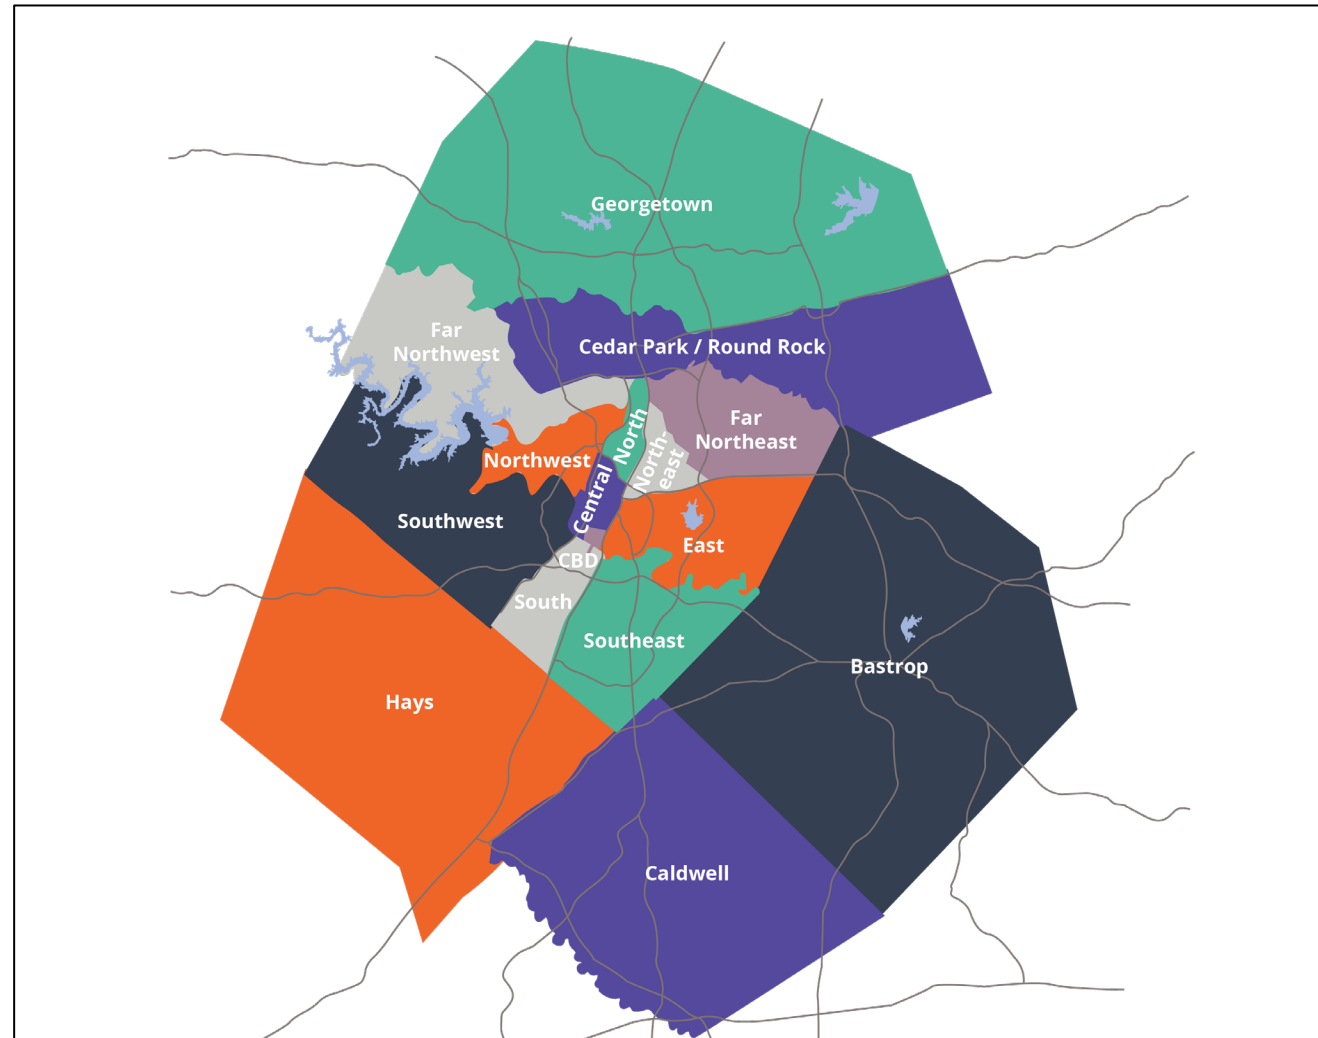 Georgetown
Far
Northwest
Cedar Park / Round Rock
Far
Northeast
North
North-
east
Northwest
Central
Southwest
East
CBD
South
Southeast
Bastrop
Hays
Caldwell